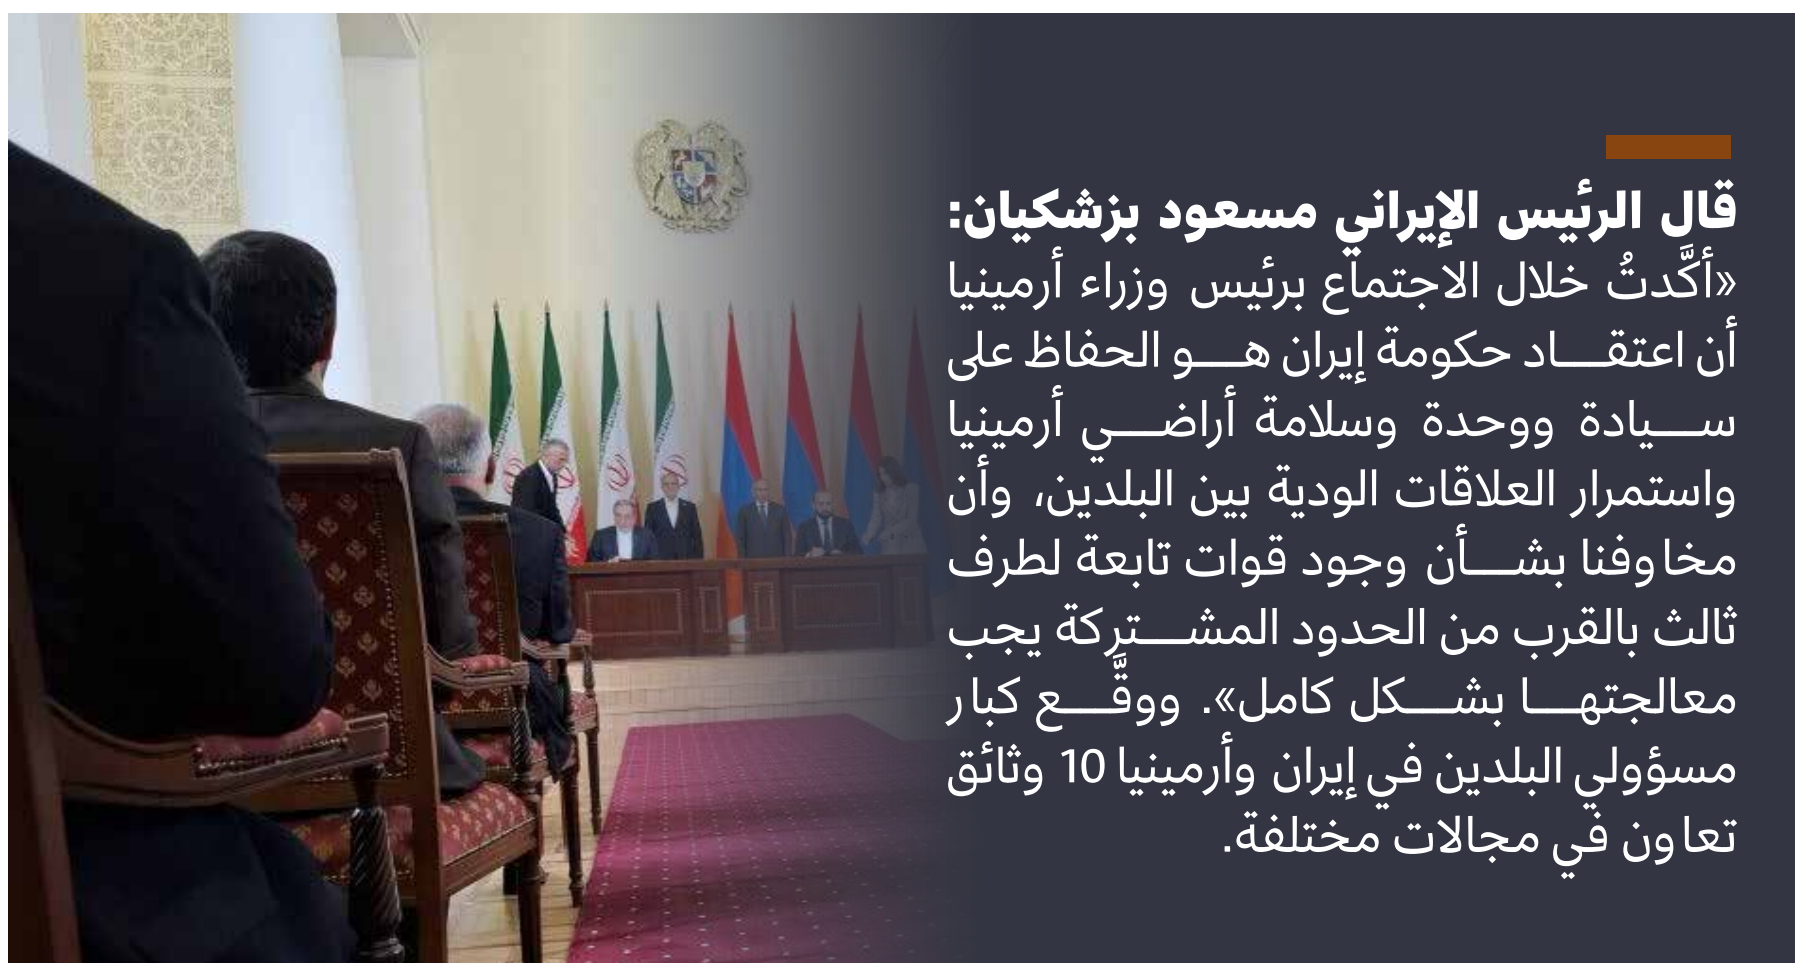 قال الرئيس الإيراني مسعود بزشكيان:
«أكَّدتُ خلال الاجتماع برئيس وزراء أرمينيا
أن اعتقـــاد حكومة إيران هـــو الحفاظ على
ســـيادة ووحدة وسلامة أراضـــي أرمينيا
واستمرار العلاقات الودية بين البلدين، وأن
مخاوفنا بشـــأن وجود قوات تابعة لطرف
ثالث بالقرب من الحدود المشـــتركة يجب
معالجتهـــا بشـــكل كامل». ووقَّـــع كبار
مسؤولي البلدين في إيران وأرمينيا 10 وثائق
تعاون في مجالات مختلفة.